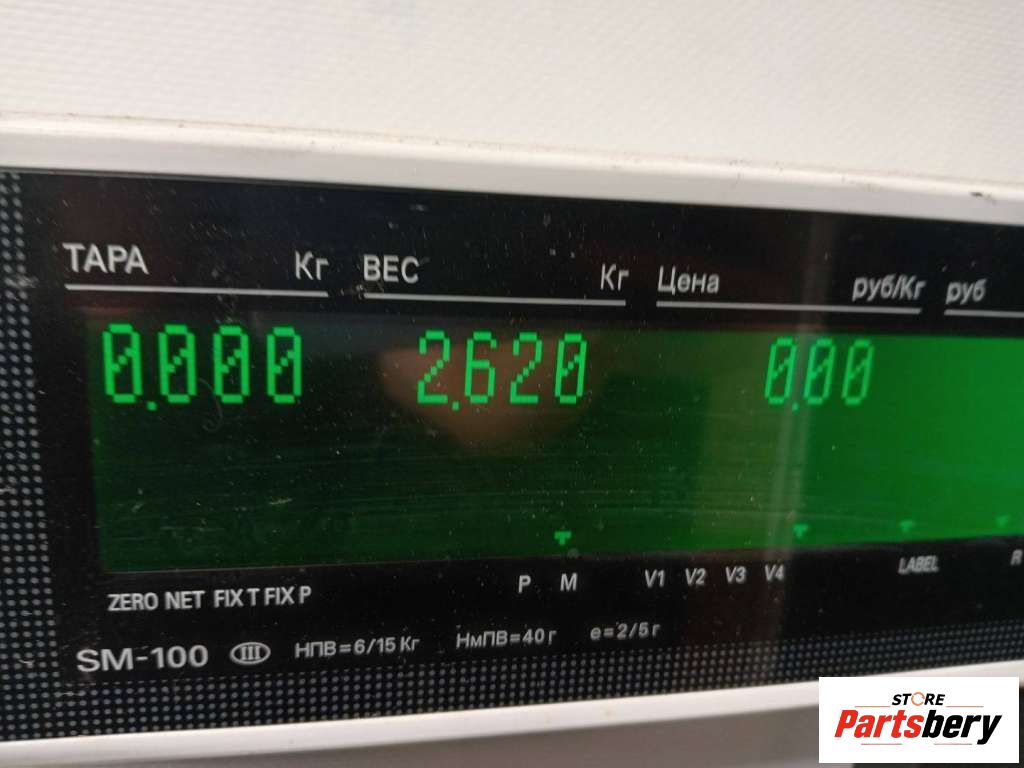 ТАРА Кг ВЕС Кг Цена руб/Кг руб
0.000 2.620 0.00
ZERO NET FIX T FIX P P M V1 V2 V3 V4 LABEL R
SM-100 III НПВ=6/15 Кг НмПВ=40 г e=2/5 г
STORE
Partsbery